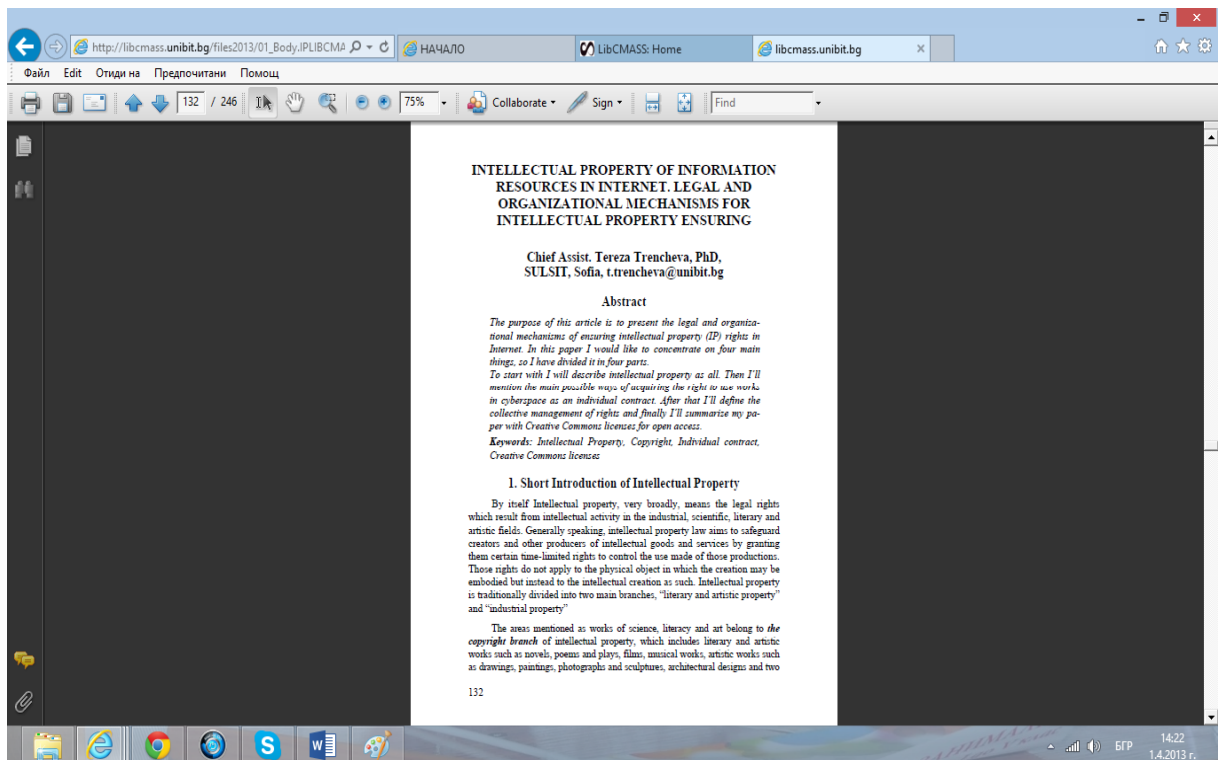 http://libcmass.unibit.bg/files2013/01_Body.IPLIBCMA
НАЧАЛО
LibCMASS: Home
libcmass.unibit.bg
Файл Edit Отиди на Предпочитани Помощ
132 / 246
75%
Collaborate
Sign
Find
INTELLECTUAL PROPERTY OF INFORMATION
RESOURCES IN INTERNET. LEGAL AND
ORGANIZATIONAL MECHANISMS FOR
INTELLECTUAL PROPERTY ENSURING
Chief Assist. Tereza Trencheva, PhD,
SULSIT, Sofia, t.trencheva@unibit.bg
Abstract
The purpose of this article is to present the legal and organiza-
tional mechanisms of ensuring intellectual property (IP) rights in
Internet. In this paper I would like to concentrate on four main
things, so I have divided it in four parts.
To start with I will describe intellectual property as all. Then I'll
mention the main possible ways of acquiring the right to use works
in cyberspace as an individual contract. After that I'll define the
collective management of rights and finally I'll summarize my pa-
per with Creative Commons licenses for open access.
Keywords: Intellectual Property, Copyright, Individual contract,
Creative Commons licenses
1. Short Introduction of Intellectual Property
By itself Intellectual property, very broadly, means the legal rights
which result from intellectual activity in the industrial, scientific, literary and
artistic fields. Generally speaking, intellectual property law aims to safeguard
creators and other producers of intellectual goods and services by granting
them certain time-limited rights to control the use made of those productions.
Those rights do not apply to the physical object in which the creation may be
embodied but instead to the intellectual creation as such. Intellectual property
is traditionally divided into two main branches, “literary and artistic property”
and “industrial property”
The areas mentioned as works of science, literacy and art belong to the
copyright branch of intellectual property, which includes literary and artistic
works such as novels, poems and plays, films, musical works, artistic works such
as drawings, paintings, photographs and sculptures, architectural designs and two
132
БГР
14:22
1.4.2013 г.